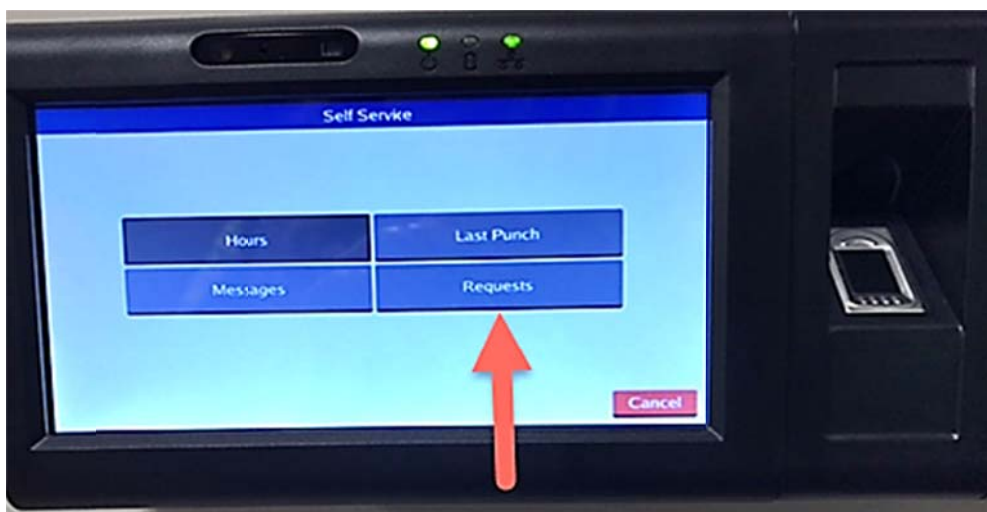 Self Service
Hours
Last Punch
Messages
Requests
Cancel